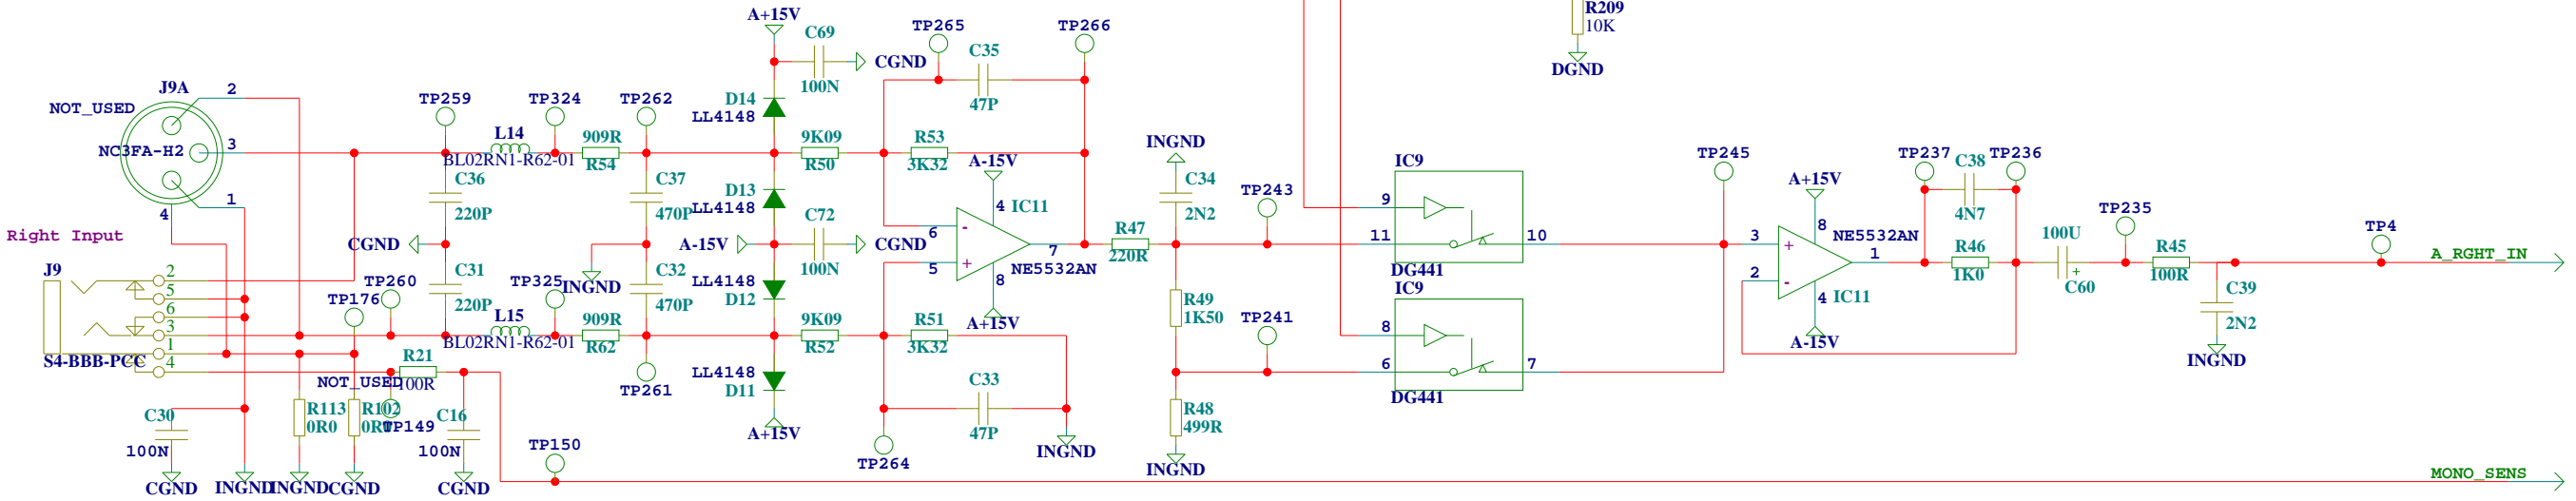 R209
10K
DGND
A+15V
C69
CGND
100N
TP265
C35
47P
TP266
J9A
NOT_USED
NC3FA-H2
2
3
1
4
TP259
L14
BL02RN1-R62-01
TP324
909R
R54
TP262
D14
LL4148
9K09
R50
R53
3K32
A-15V
4
IC11
C36
220P
C37
470P
D13
LL4148
C72
CGND
100N
CGND
A-15V
6
-
5
+
7
NE5532AN
8
A+15V
R47
220R
INGND
C34
2N2
TP243
IC9
9
11
10
DG441
TP245
A+15V
8
NE5532AN
3
+
2
-
1
4
IC11
A-15V
TP237
C38
TP236
4N7
R46
1K0
100U
+
C60
TP235
R45
100R
C39
2N2
INGND
TP4
A_RGHT_IN
Right Input
J9
S4-BBB-PCC
2
5
6
3
1
4
TP176
TP260
C31
220P
L15
BL02RN1-R62-01
TP325
INGND
C32
470P
909R
R62
TP261
LL4148
D12
9K09
R52
R51
3K32
LL4148
D11
A+15V
C33
47P
TP264
INGND
R49
1K50
TP241
IC9
8
6
7
DG441
R48
499R
INGND
R21
100R
NOT_USED
R113
0R0
R102
TP149
C30
100N
CGND
INGND
INGND
CGND
C16
100N
CGND
TP150
MONO_SENS